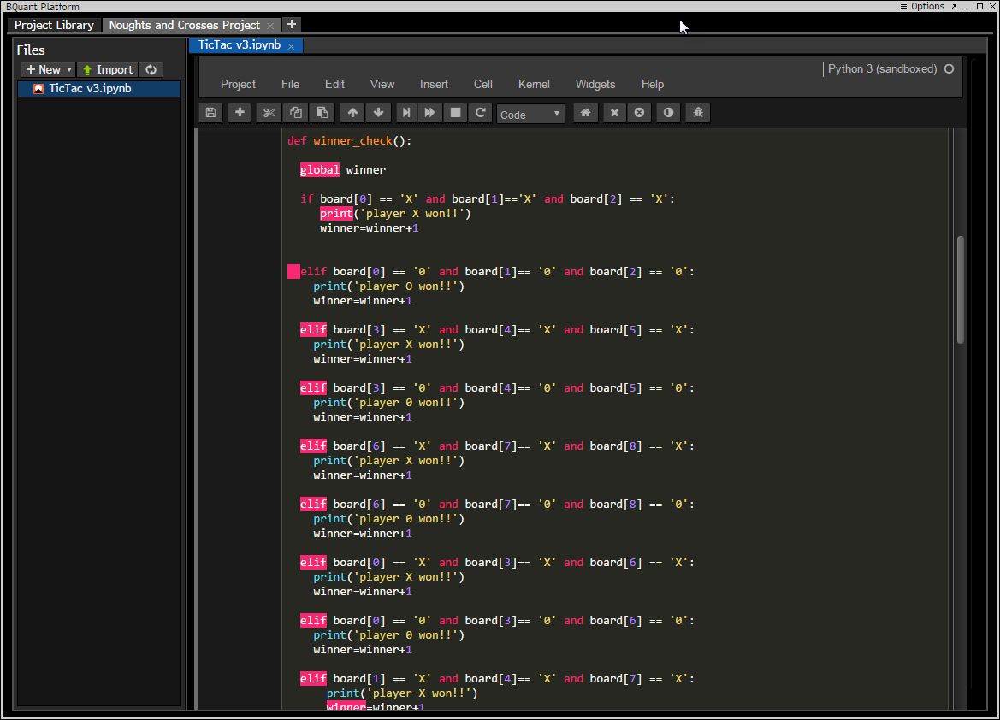 BQuant Platform
Options
Project Library
Noughts and Crosses Project
Files
TicTac v3.ipynb
New
Import
Python 3 (sandboxed)
TicTac v3.ipynb
Project File Edit View Insert Cell Kernel Widgets Help
Code
def winner_check():
global winner
if board[0] == 'X' and board[1]=='X' and board[2] == 'X':
print('player X won!!')
winner=winner+1
elif board[0] == '0' and board[1]== '0' and board[2] == '0':
print('player O won!!')
winner=winner+1
elif board[3] == 'X' and board[4]== 'X' and board[5] == 'X':
print('player X won!!')
winner=winner+1
elif board[3] == '0' and board[4]== '0' and board[5] == '0':
print('player 0 won!!')
winner=winner+1
elif board[6] == 'X' and board[7]== 'X' and board[8] == 'X':
print('player X won!!')
winner=winner+1
elif board[6] == '0' and board[7]== '0' and board[8] == '0':
print('player 0 won!!')
winner=winner+1
elif board[0] == 'X' and board[3]== 'X' and board[6] == 'X':
print('player X won!!')
winner=winner+1
elif board[0] == '0' and board[3]== '0' and board[6] == '0':
print('player 0 won!!')
winner=winner+1
elif board[1] == 'X' and board[4]== 'X' and board[7] == 'X':
print('player X won!!')
winner=winner+1